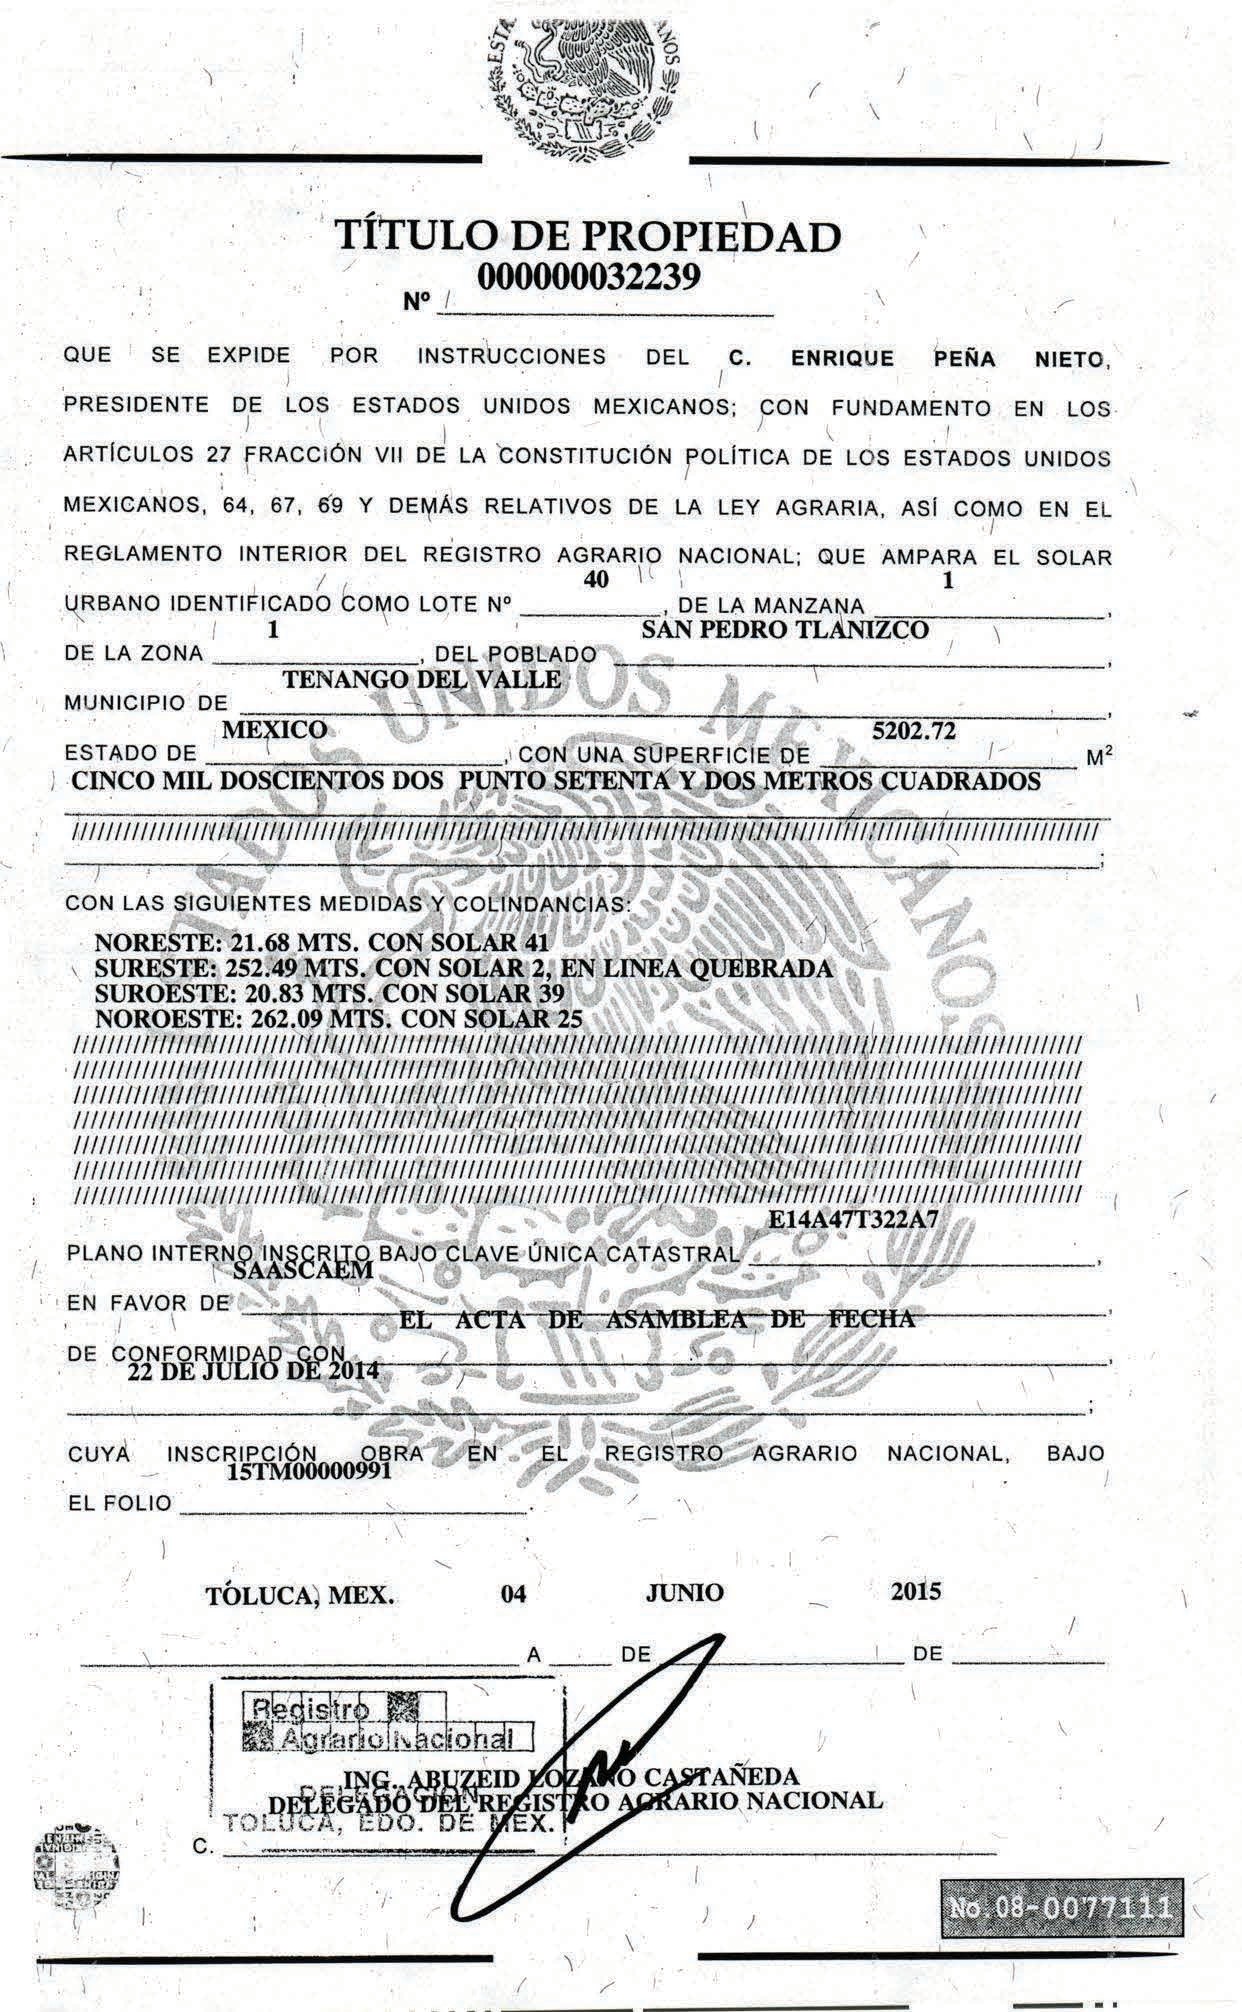 TÍTULO DE PROPIEDAD
000000032239
Nº
QUE SE EXPIDE POR INSTRUCCIONES DEL C. ENRIQUE PEÑA NIETO,
PRESIDENTE DE LOS ESTADOS UNIDOS MEXICANOS; CON FUNDAMENTO EN LOS
ARTÍCULOS 27 FRACCIÓN VII DE LA CONSTITUCIÓN POLÍTICA DE LOS ESTADOS UNIDOS
MEXICANOS, 64, 67, 69 Y DEMÁS RELATIVOS DE LA LEY AGRARIA, ASÍ COMO EN EL
REGLAMENTO INTERIOR DEL REGISTRO AGRARIO NACIONAL; QUE AMPARA EL SOLAR
URBANO IDENTIFICADO COMO LOTE Nº 40, DE LA MANZANA 1,
DE LA ZONA 1, DEL POBLADO SAN PEDRO TLANIZCO,
MUNICIPIO DE TENANGO DEL VALLE,
ESTADO DE MEXICO, CON UNA SUPERFICIE DE 5202.72 M²
CINCO MIL DOSCIENTOS DOS PUNTO SETENTA Y DOS METROS CUADRADOS
;
CON LAS SIGUIENTES MEDIDAS Y COLINDANCIAS:
NORESTE: 21.68 MTS. CON SOLAR 41
SURESTE: 252.49 MTS. CON SOLAR 2, EN LINEA QUEBRADA
SUROESTE: 20.83 MTS. CON SOLAR 39
NOROESTE: 262.09 MTS. CON SOLAR 25
PLANO INTERNO INSCRITO BAJO CLAVE ÚNICA CATASTRAL E14A47T322A7,
EN FAVOR DE SAASCAEM,
DE CONFORMIDAD CON EL ACTA DE ASAMBLEA DE FECHA,
22 DE JULIO DE 2014;
CUYA INSCRIPCIÓN OBRA EN EL REGISTRO AGRARIO NACIONAL, BAJO
EL FOLIO 15TM00000991.
TOLUCA, MEX. A 04 DE JUNIO DE 2015
Registro
Agrario Nacional
DELEGACION
TOLUCA, EDO. DE MEX.
ING. ABUZEID LOZANO CASTAÑEDA
DELEGADO DEL REGISTRO AGRARIO NACIONAL
C.
No. 08-0077111
ESTADOS UNIDOS MEXICANOS